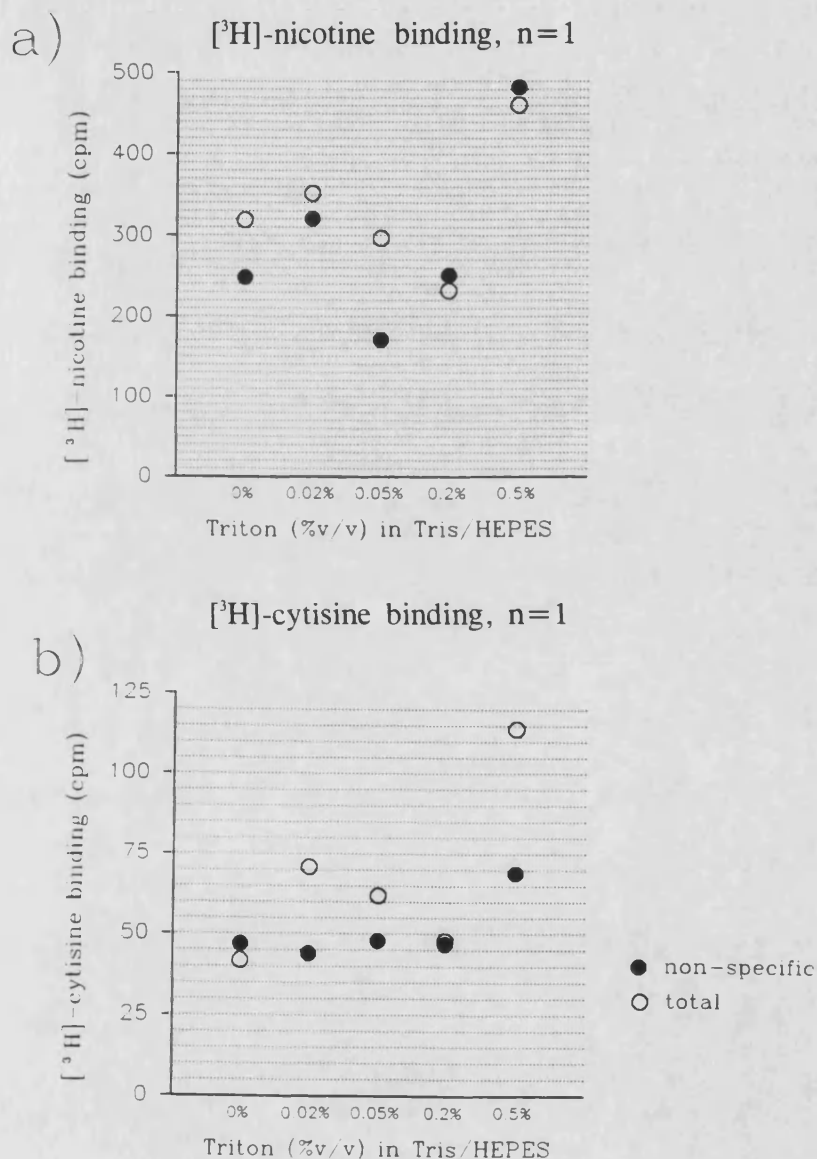 a)
[³H]-nicotine binding, n=1
500
400
300
200
100
0
[³H]-nicotine binding (cpm)
0% 0.02% 0.05% 0.2% 0.5%
Triton (%v/v) in Tris/HEPES
[³H]-cytisine binding, n=1
b)
125
100
75
50
25
0
[³H]-cytisine binding (cpm)
non-specific
total
0% 0.02% 0.05% 0.2% 0.5%
Triton (%v/v) in Tris/HEPES